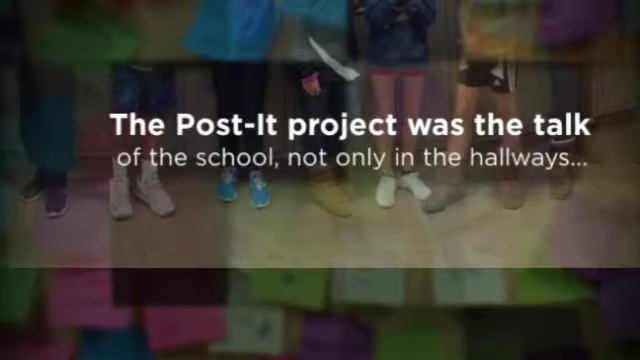 The Post-It project was the talk
of the school, not only in the hallways...